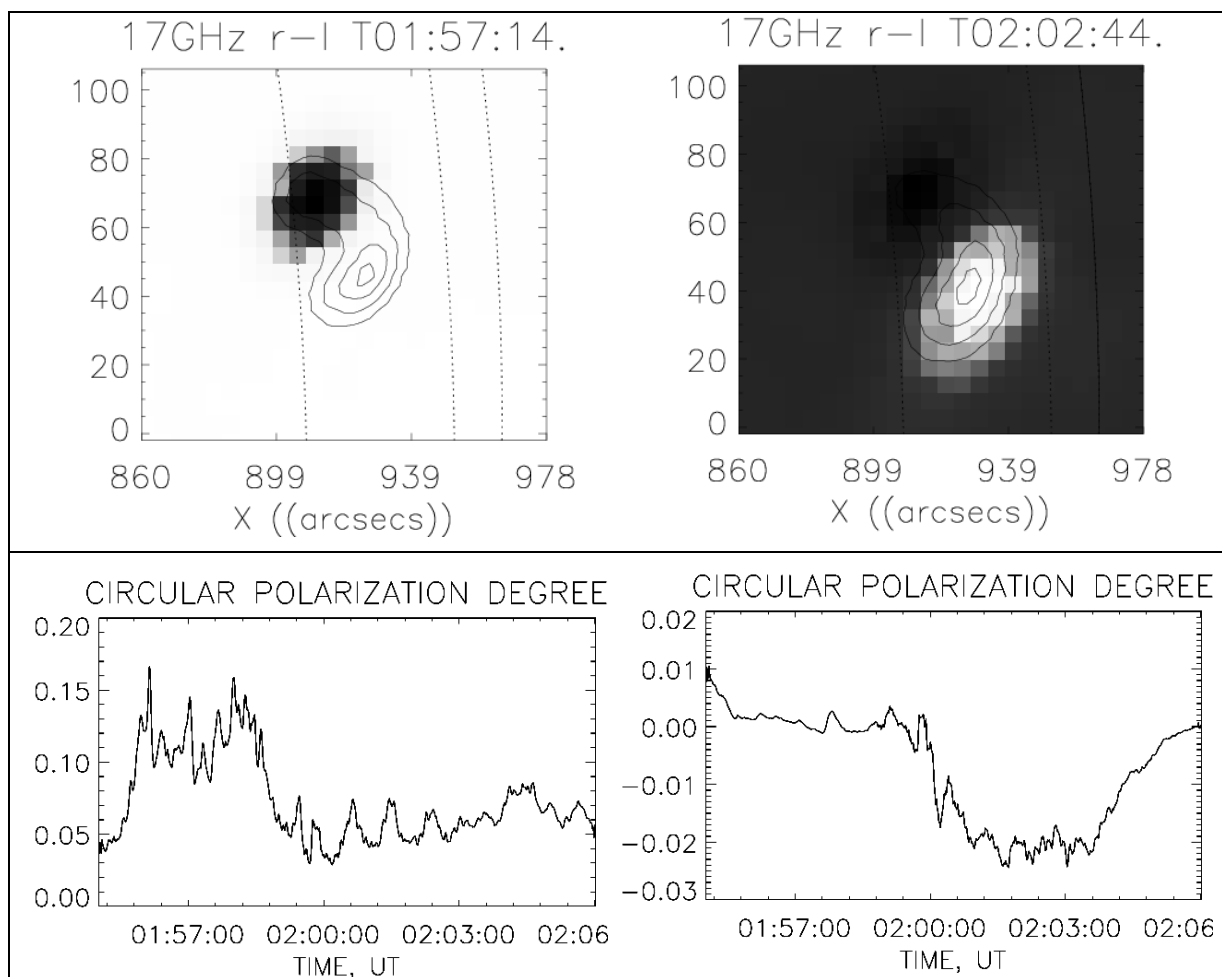 17GHz r-l T01:57:14.
100
80
60
40
20
0
860 899 939 978
X ((arcsecs))
17GHz r-l T02:02:44.
100
80
60
40
20
0
860 899 939 978
X ((arcsecs))
CIRCULAR POLARIZATION DEGREE
0.20
0.15
0.10
0.05
0.00
01:57:00 02:00:00 02:03:00 02:06
TIME, UT
CIRCULAR POLARIZATION DEGREE
0.02
0.01
0.00
−0.01
−0.02
−0.03
01:57:00 02:00:00 02:03:00 02:06
TIME, UT